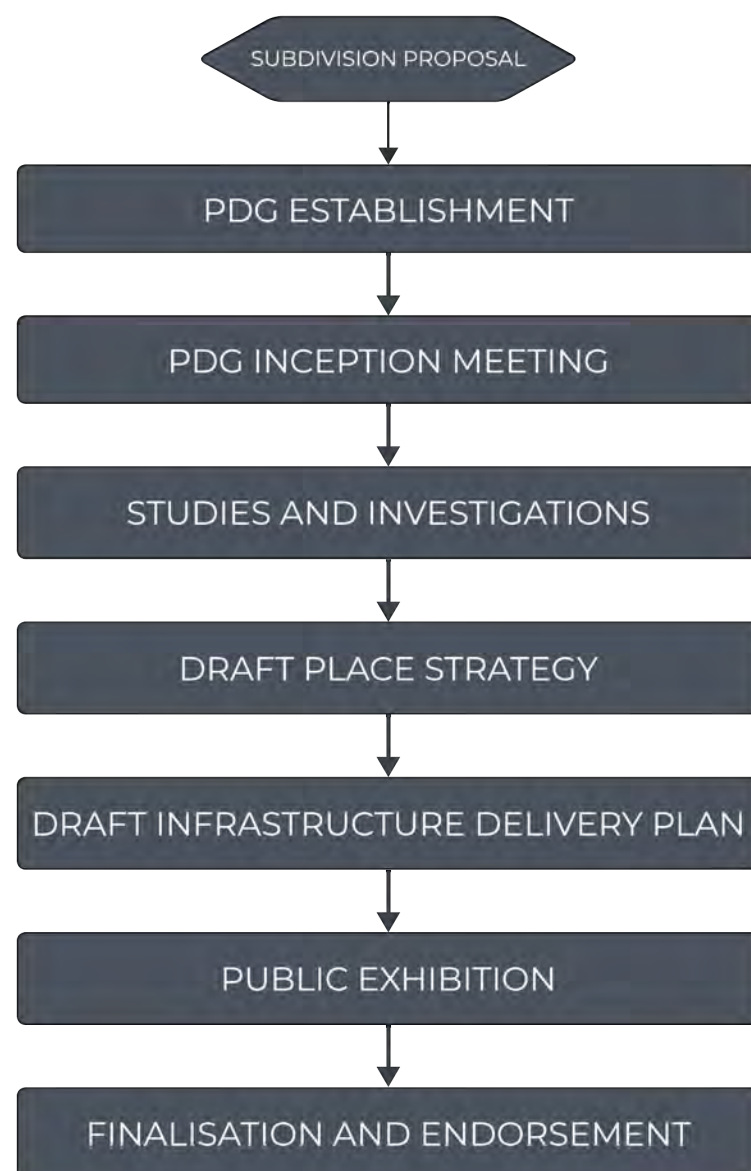 SUBDIVISION PROPOSAL
PDG ESTABLISHMENT
PDG INCEPTION MEETING
STUDIES AND INVESTIGATIONS
DRAFT PLACE STRATEGY
DRAFT INFRASTRUCTURE DELIVERY PLAN
PUBLIC EXHIBITION
FINALISATION AND ENDORSEMENT